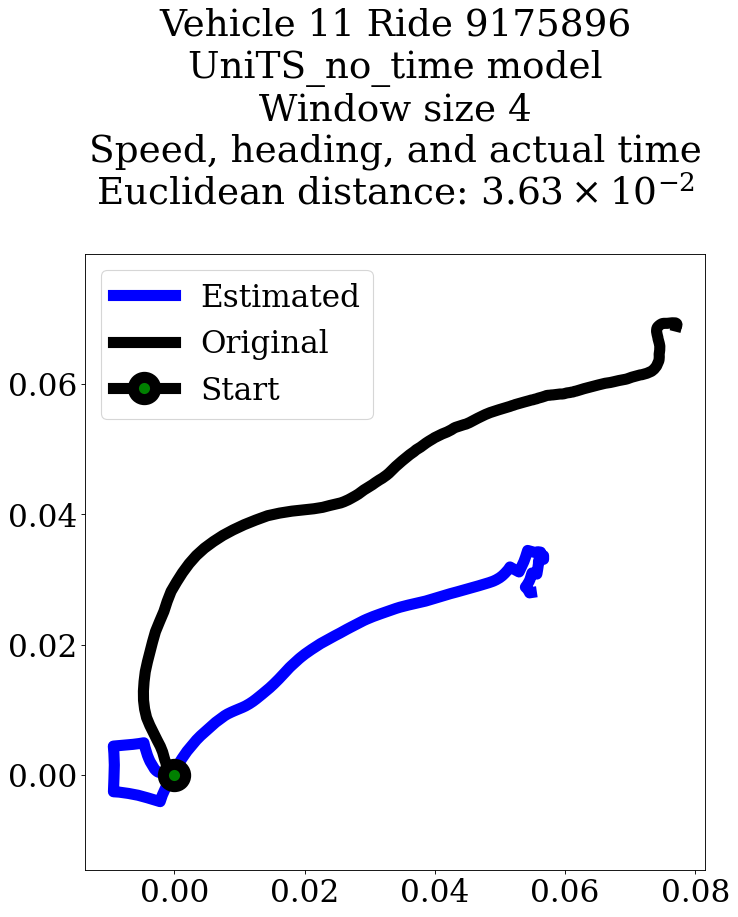 Vehicle 11 Ride 9175896
UniTS_no_time model
Window size 4
Speed, heading, and actual time
Euclidean distance: 3.63 × 10⁻²
Estimated
Original
Start
0.06
0.04
0.02
0.00
0.00 0.02 0.04 0.06 0.08